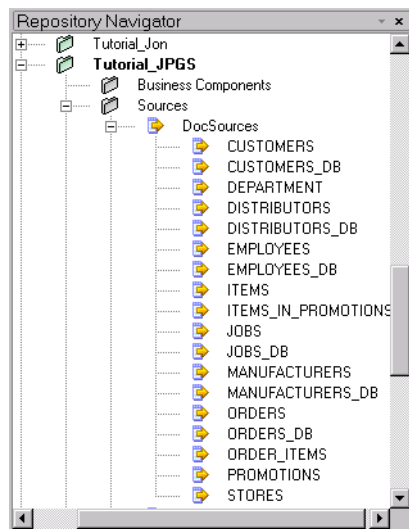 Repository Navigator
Tutorial_Jon
Tutorial_JPGS
Business Components
Sources
DocSources
CUSTOMERS
CUSTOMERS_DB
DEPARTMENT
DISTRIBUTORS
DISTRIBUTORS_DB
EMPLOYEES
EMPLOYEES_DB
ITEMS
ITEMS_IN_PROMOTIONS
JOBS
JOBS_DB
MANUFACTURERS
MANUFACTURERS_DB
ORDERS
ORDERS_DB
ORDER_ITEMS
PROMOTIONS
STORES